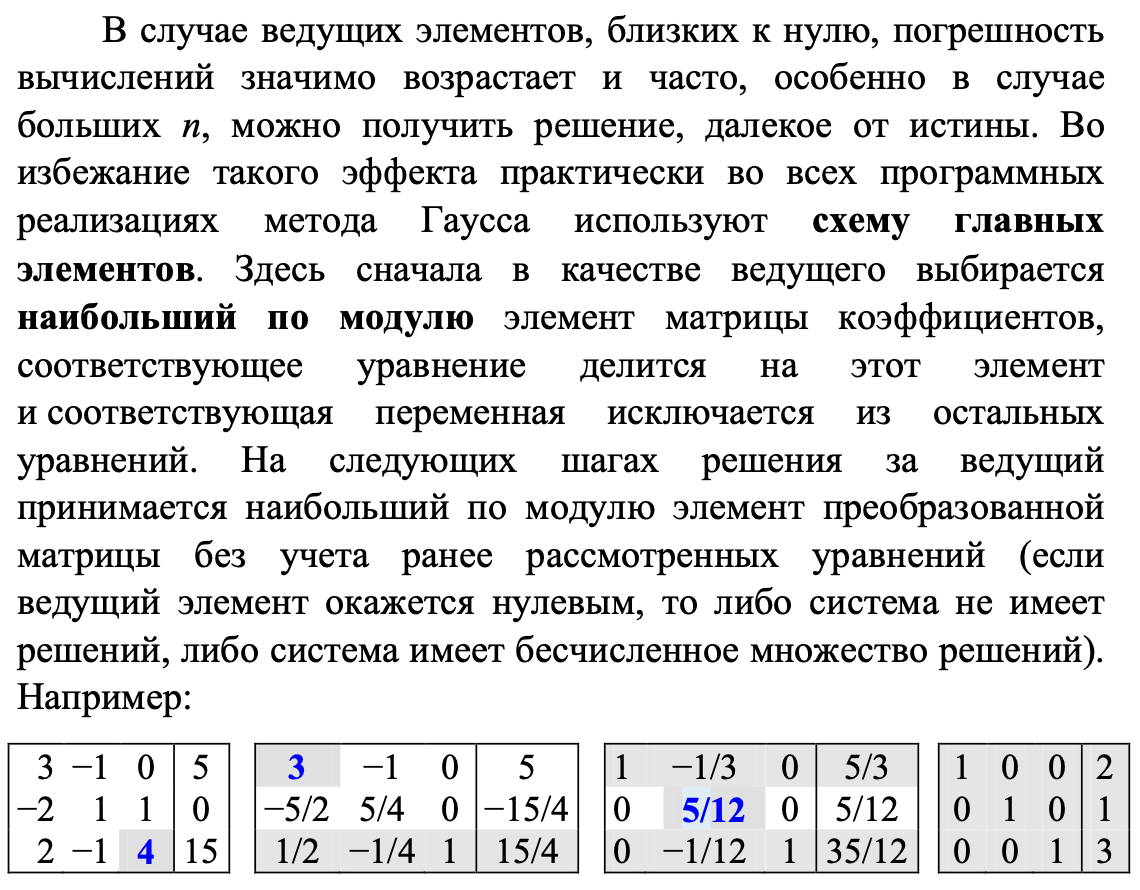 В случае ведущих элементов, близких к нулю, погрешность
вычислений значимо возрастает и часто, особенно в случае
больших n, можно получить решение, далекое от истины. Во
избежание такого эффекта практически во всех программных
реализациях метода Гаусса используют схему главных
элементов. Здесь сначала в качестве ведущего выбирается
наибольший по модулю элемент матрицы коэффициентов,
соответствующее уравнение делится на этот элемент
и соответствующая переменная исключается из остальных
уравнений. На следующих шагах решения за ведущий
принимается наибольший по модулю элемент преобразованной
матрицы без учета ранее рассмотренных уравнений (если
ведущий элемент окажется нулевым, то либо система не имеет
решений, либо система имеет бесчисленное множество решений).
Например:
3 −1 0 5
−2 1 1 0
2 −1 4 15
3 −1 0 5
−5/2 5/4 0 −15/4
1/2 −1/4 1 15/4
1 −1/3 0 5/3
0 5/12 0 5/12
0 −1/12 1 35/12
1 0 0 2
0 1 0 1
0 0 1 3